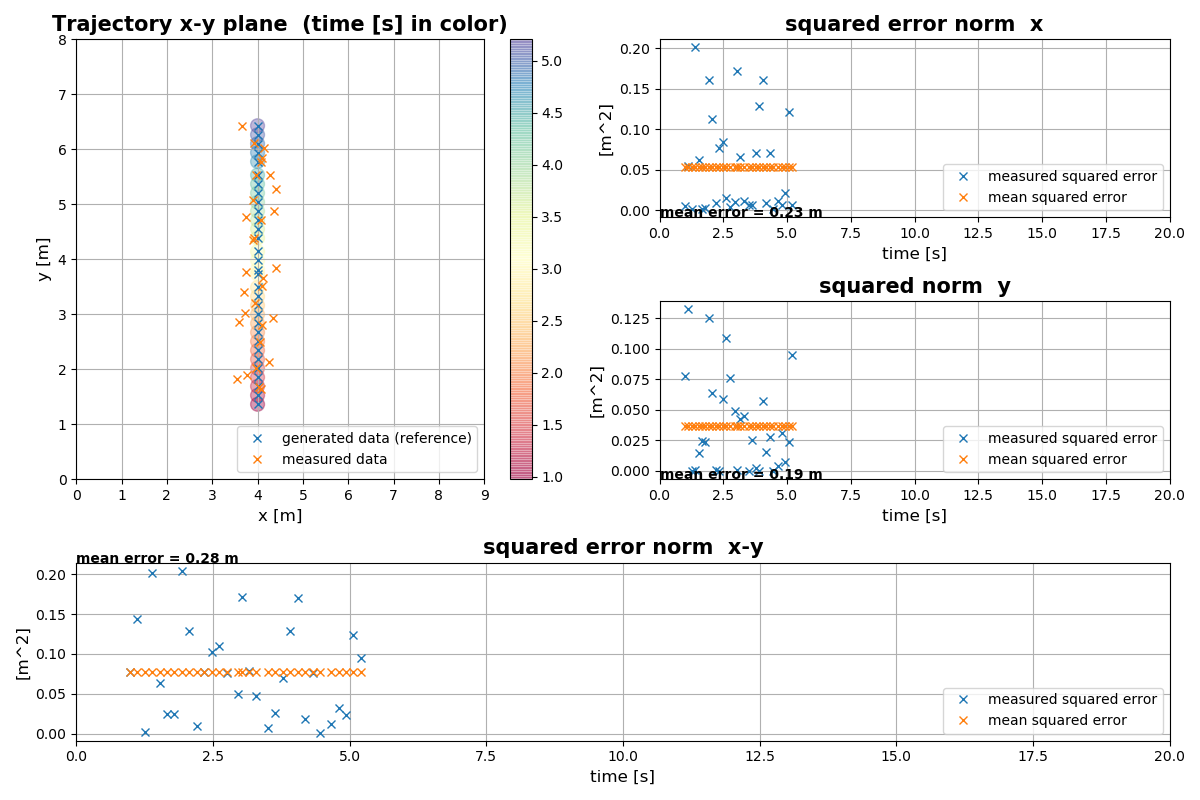 Trajectory x-y plane  (time [s] in color)
8
7
6
5
4
3
2
1
0
y [m]
0 1 2 3 4 5 6 7 8 9
x [m]
generated data (reference)
measured data
5.0
4.5
4.0
3.5
3.0
2.5
2.0
1.5
1.0
squared error norm  x
0.20
0.15
0.10
0.05
0.00
[m^2]
measured squared error
mean squared error
mean error = 0.23 m
0.0 2.5 5.0 7.5 10.0 12.5 15.0 17.5 20.0
time [s]
squared norm  y
0.125
0.100
0.075
0.050
0.025
0.000
[m^2]
measured squared error
mean squared error
mean error = 0.19 m
0.0 2.5 5.0 7.5 10.0 12.5 15.0 17.5 20.0
time [s]
squared error norm  x-y
mean error = 0.28 m
0.20
0.15
0.10
0.05
0.00
[m^2]
measured squared error
mean squared error
0.0 2.5 5.0 7.5 10.0 12.5 15.0 17.5 20.0
time [s]